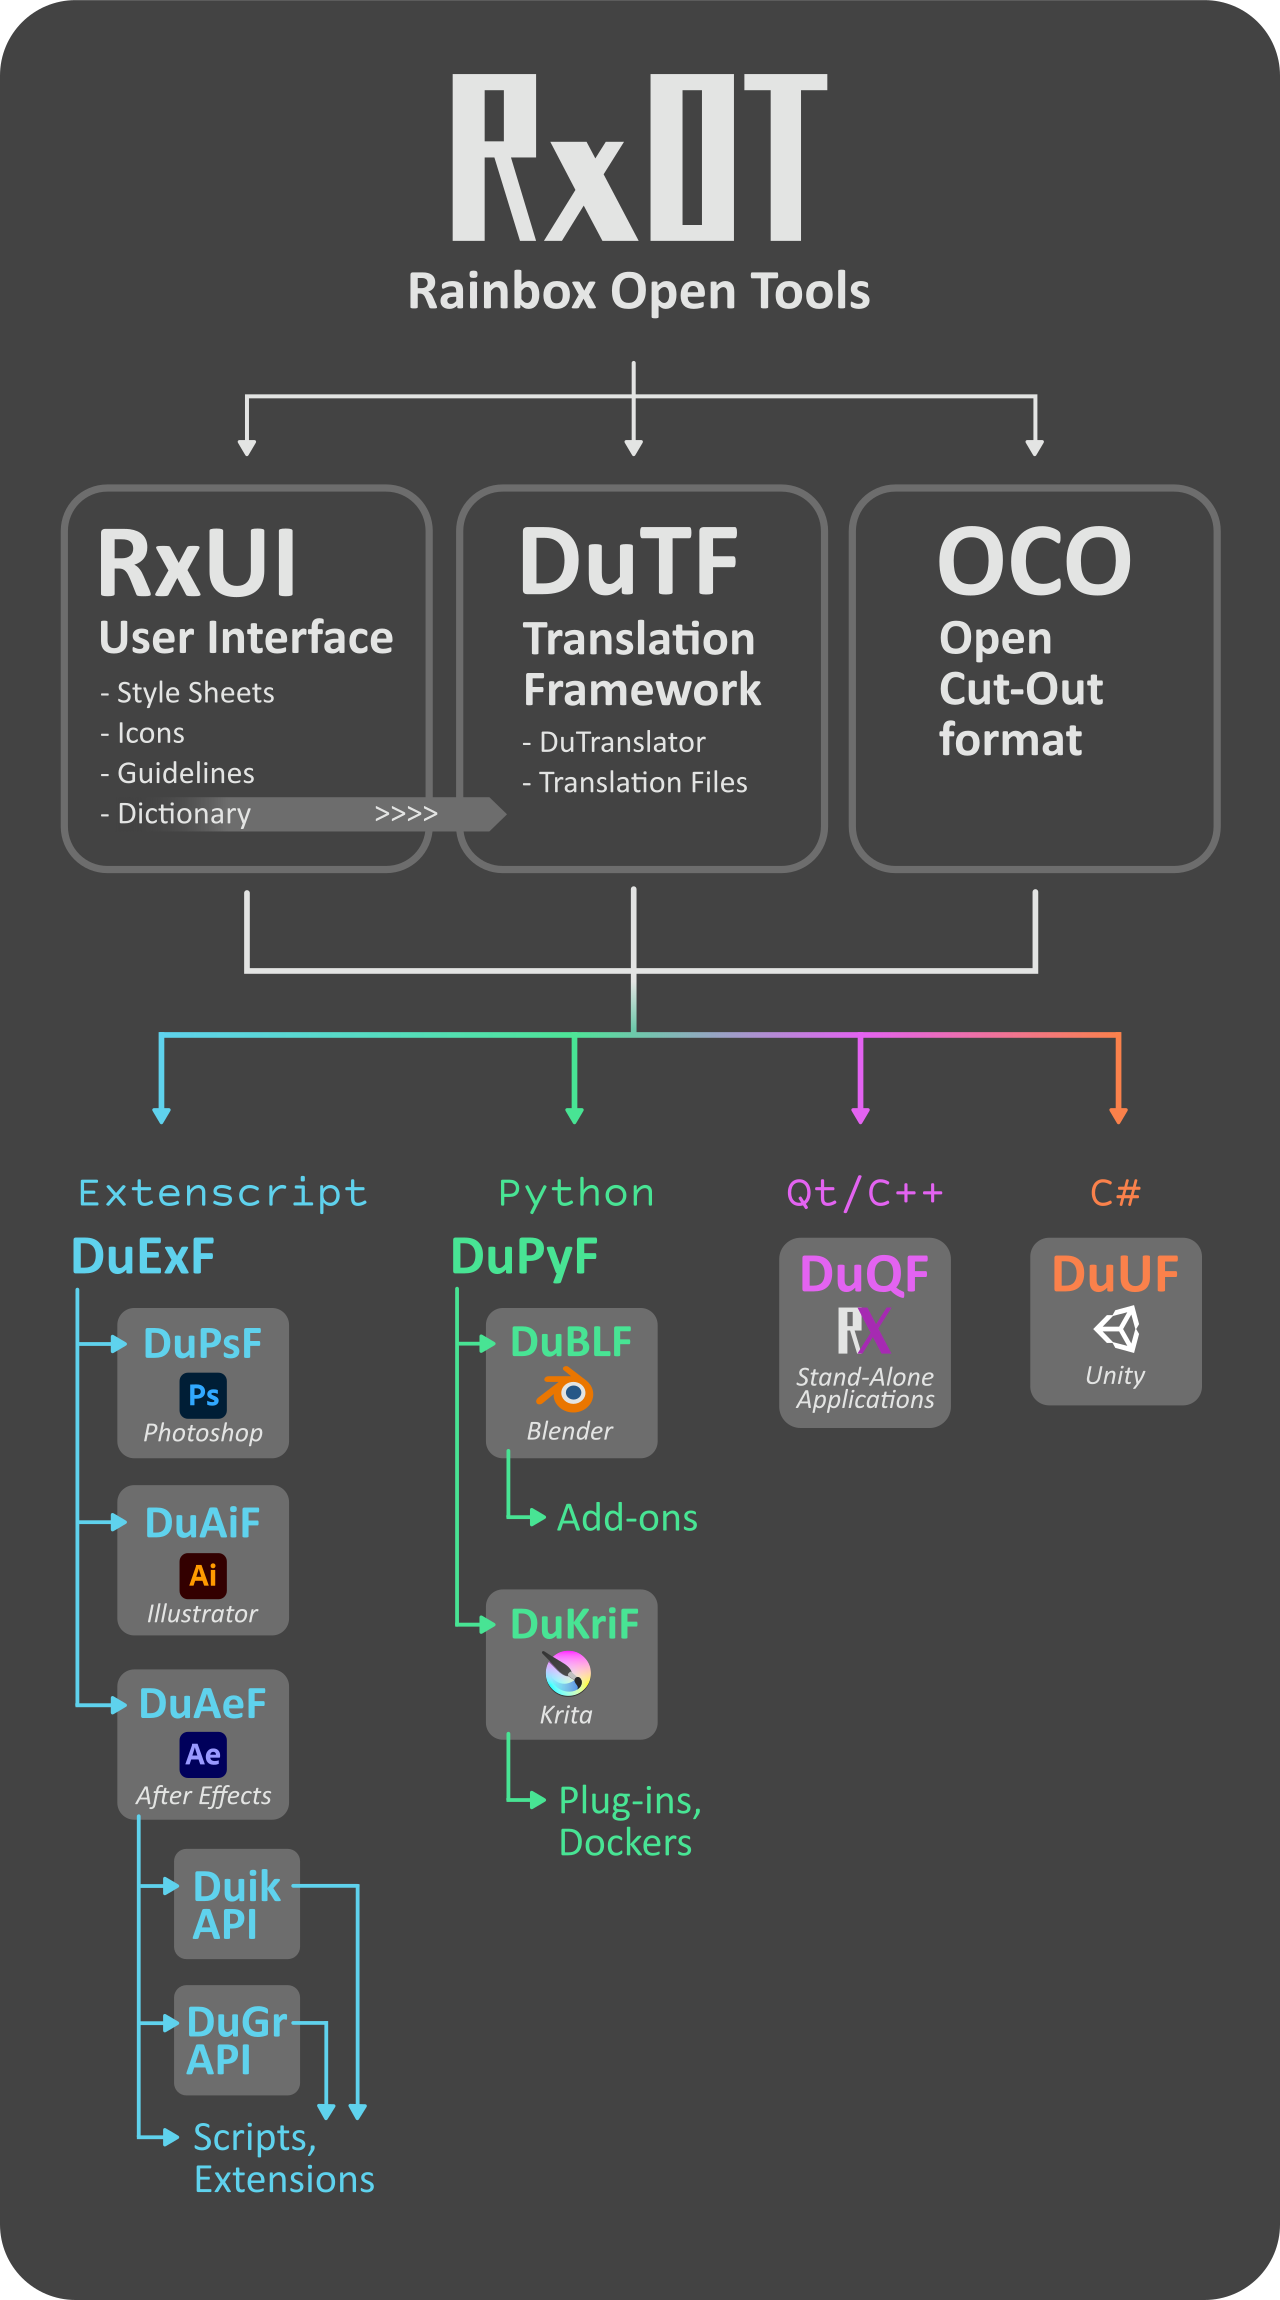 RxOT
Rainbox Open Tools
RxUI
User Interface
- Style Sheets
- Icons
- Guidelines
- Dictionary >>>>
DuTF
Translation
Framework
- DuTranslator
- Translation Files
OCO
Open
Cut-Out
format
Extenscript
DuExF
DuPsF
Ps
Photoshop
DuAiF
Ai
Illustrator
DuAeF
Ae
After Effects
Duik
API
DuGr
API
Scripts,
Extensions
Python
DuPyF
DuBLF
Blender
Add-ons
DuKriF
Krita
Plug-ins,
Dockers
Qt/C++
DuQF
RX
Stand-Alone
Applications
C#
DuUF
Unity